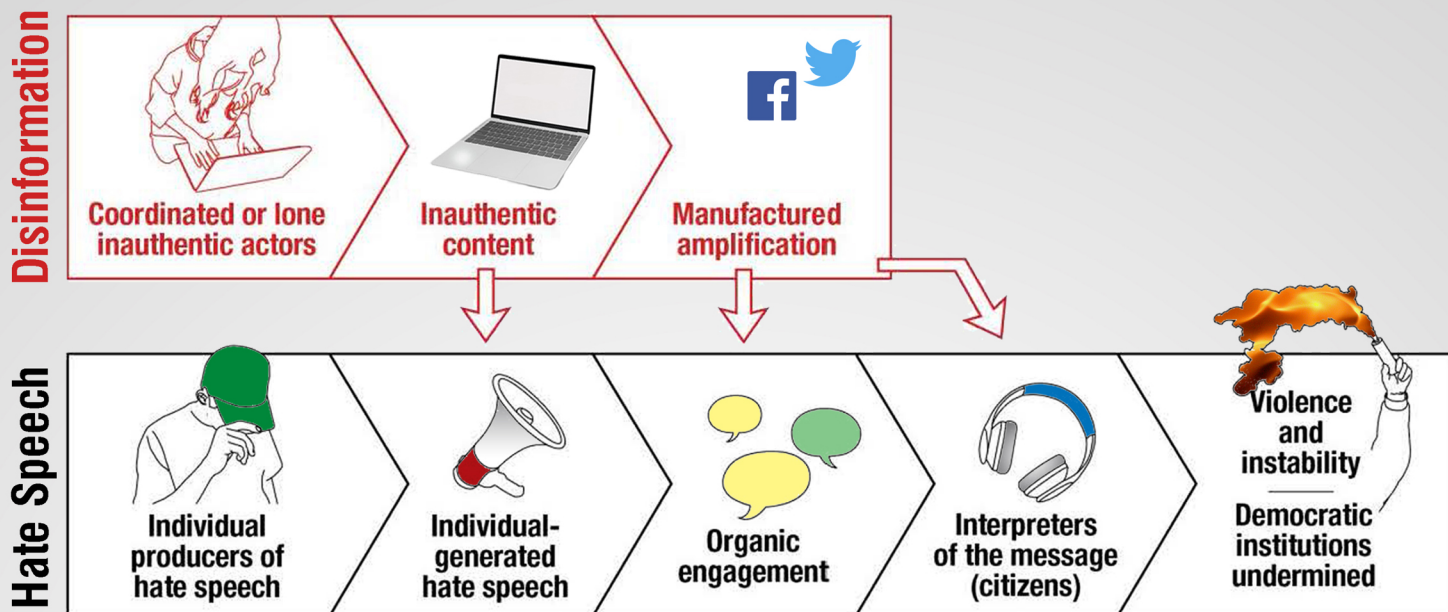 Disinformation
Coordinated or lone
inauthentic actors
Inauthentic
content
Manufactured
amplification
Hate Speech
Individual
producers of
hate speech
Individual-
generated
hate speech
Organic
engagement
Interpreters
of the message
(citizens)
Violence
and
instability
Democratic
institutions
undermined